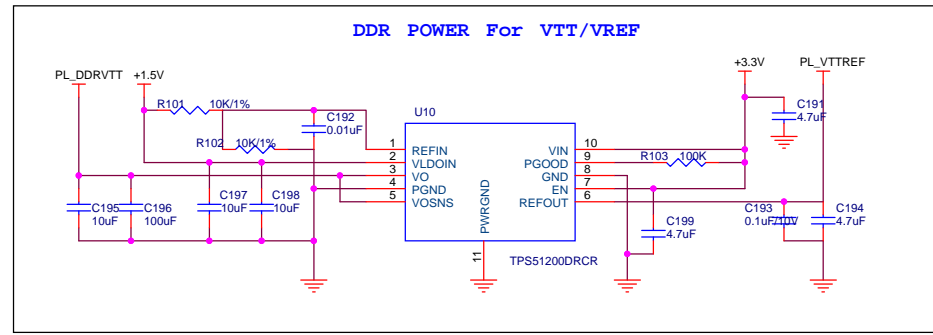 DDR POWER For VTT/VREF
PL_DDRVTT
+1.5V
+3.3V
PL_VTTREF
R101
10K/1%
C192
0.01uF
R102
10K/1%
U10
C191
4.7uF
1
REFIN
2
VLDOIN
3
VO
4
PGND
5
VOSNS
PWRGND
11
VIN
10
PGOOD
9
GND
8
EN
7
REFOUT
6
R103
100K
C195
10uF
C196
100uF
C197
10uF
C198
10uF
C199
4.7uF
C193
0.1uF/10V
C194
4.7uF
TPS51200DRCR